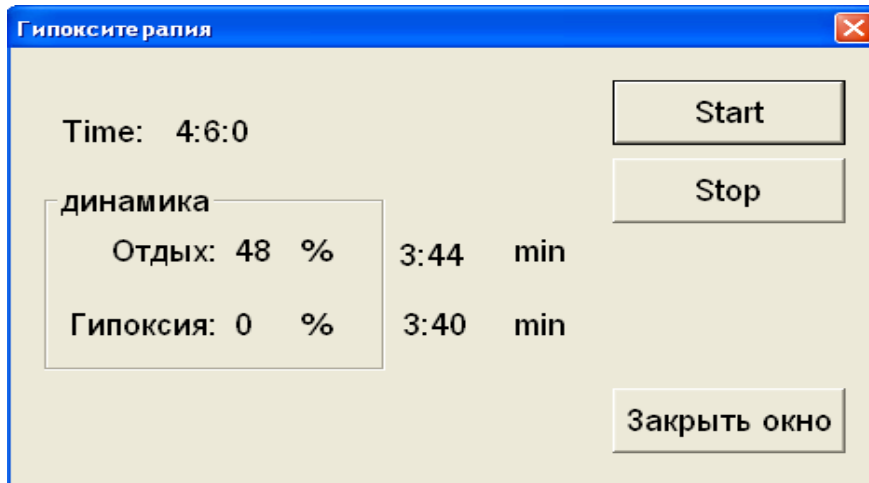 Гипокситерапия
Time: 4:6:0
Start
Stop
динамика
Отдых: 48 % 3:44 min
Гипоксия: 0 % 3:40 min
Закрыть окно